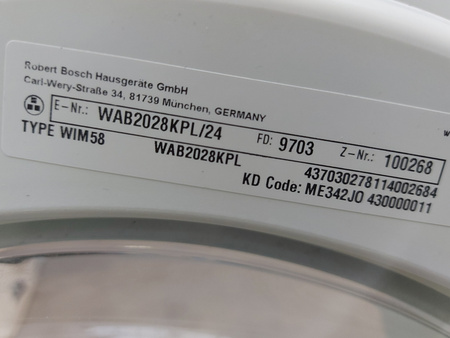 Robert Bosch Hausgeräte GmbH
Carl-Wery-Straße 34, 81739 München, GERMANY
E-Nr.: WAB2028KPL/24 FD: 9703 Z-Nr.: 100268
TYPE WIM58 WAB2028KPL 437030278114002684
KD Code: ME342JO 430000011